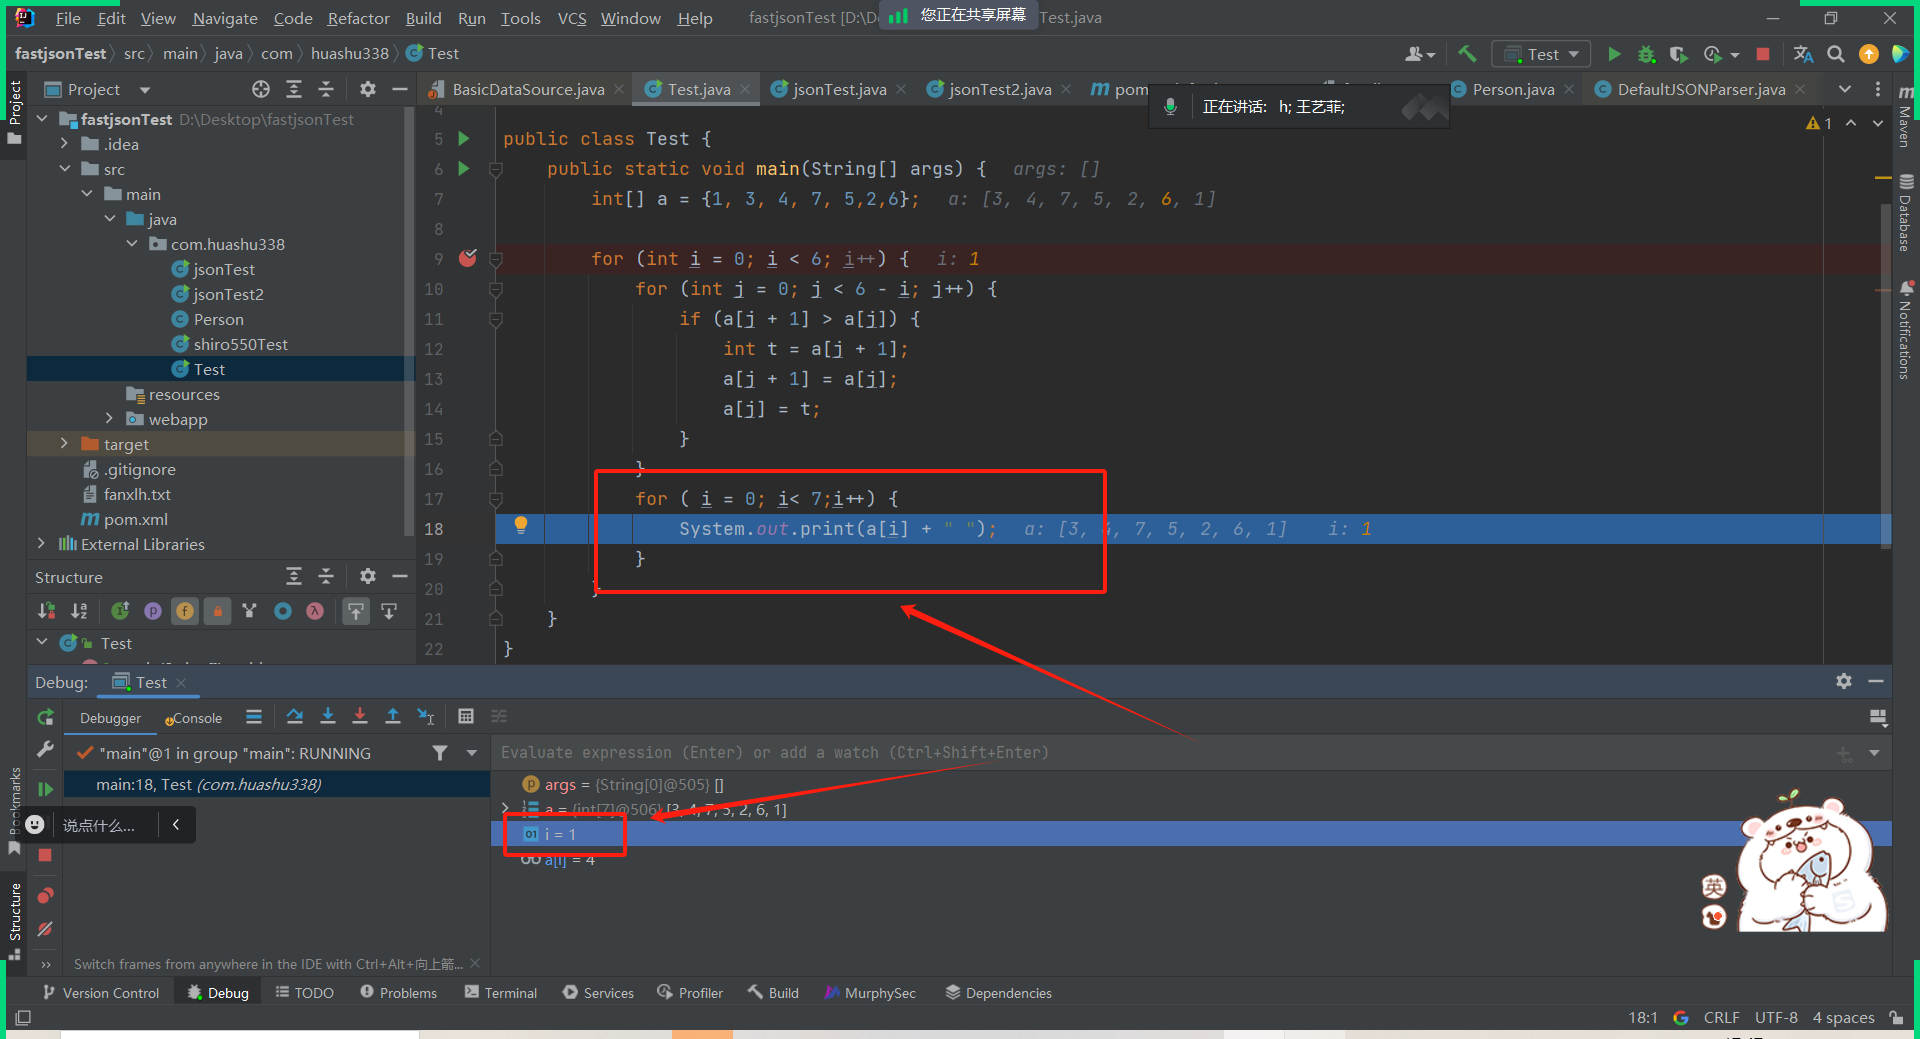 File Edit View Navigate Code Refactor Build Run Tools VCS Window Help fastjsonTest [D:\De 您正在共享屏幕 Test.java
fastjsonTest src main java com huashu338 Test
Test
Project
BasicDataSource.java Test.java jsonTest.java jsonTest2.java pom Person.java DefaultJSONParser.java
正在讲话: h; 王艺菲;
fastjsonTest D:\Desktop\fastjsonTest
.idea
src
main
java
com.huashu338
jsonTest
jsonTest2
Person
shiro550Test
Test
resources
webapp
target
.gitignore
fanxlh.txt
pom.xml
External Libraries
1
4
5 public class Test {
6 public static void main(String[] args) { args: []
7 int[] a = {1, 3, 4, 7, 5,2,6}; a: [3, 4, 7, 5, 2, 6, 1]
8
9 for (int i = 0; i < 6; i++) { i: 1
10 for (int j = 0; j < 6 - i; j++) {
11 if (a[j + 1] > a[j]) {
12 int t = a[j + 1];
13 a[j + 1] = a[j];
14 a[j] = t;
15 }
16 }
17 for ( i = 0; i< 7;i++) {
18 System.out.print(a[i] + " "); a: [3, 4, 7, 5, 2, 6, 1] i: 1
19 }
20 }
21 }
22 }
Structure
Test
Project
Bookmarks
Structure
Maven
Database
Notifications
Debug: Test
Debugger Console
"main"@1 in group "main": RUNNING
main:18, Test (com.huashu338)
说点什么...
Evaluate expression (Enter) or add a watch (Ctrl+Shift+Enter)
args = {String[0]@505} []
a = {int[7]@506} [3, 4, 7, 5, 2, 6, 1]
01 i = 1
a[i] = 4
英
Switch frames from anywhere in the IDE with Ctrl+Alt+向上箭...
Version Control Debug TODO Problems Terminal Services Profiler Build MurphySec Dependencies
18:1 CRLF UTF-8 4 spaces